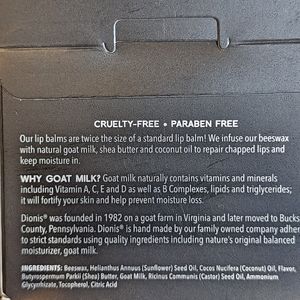 CRUELTY-FREE • PARABEN FREE
Our lip balms are twice the size of a standard lip balm! We infuse our beeswax
with natural goat milk, shea butter and coconut oil to repair chapped lips and
keep moisture in.
WHY GOAT MILK? Goat milk naturally contains vitamins and minerals
including Vitamin A, C, E and D as well as B Complexes, lipids and triglycerides;
it will fortify your skin and help prevent moisture loss.
Dionis® was founded in 1982 on a goat farm in Virginia and later moved to Bucks
County, Pennsylvania. Dionis® is hand made by our family owned company adhering
to strict standards using quality ingredients including nature's original balanced
moisturizer, goat milk.
INGREDIENTS: Beeswax, Helianthus Annuus (Sunflower) Seed Oil, Cocos Nucifera (Coconut) Oil, Flavor,
Butyrospermum Parkii (Shea) Butter, Goat Milk, Ricinus Communis (Castor) Seed Oil, Ammonium
Glycyrrhizate, Tocopherol, Citric Acid